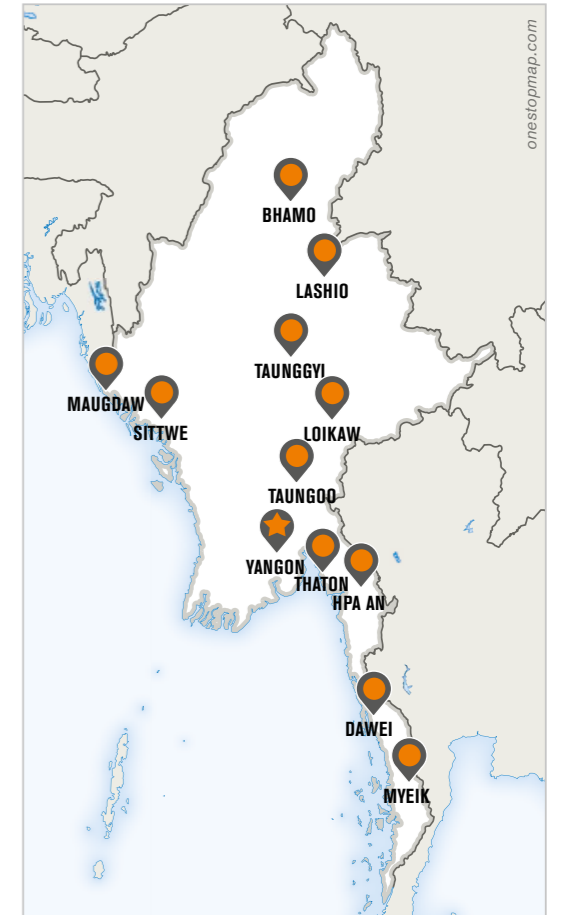 onestopmap.com
BHAMO
LASHIO
TAUNGGYI
MAUGDAW
SITTWE
LOIKAW
TAUNGOO
YANGON
THATON
HPA AN
DAWEI
MYEIK